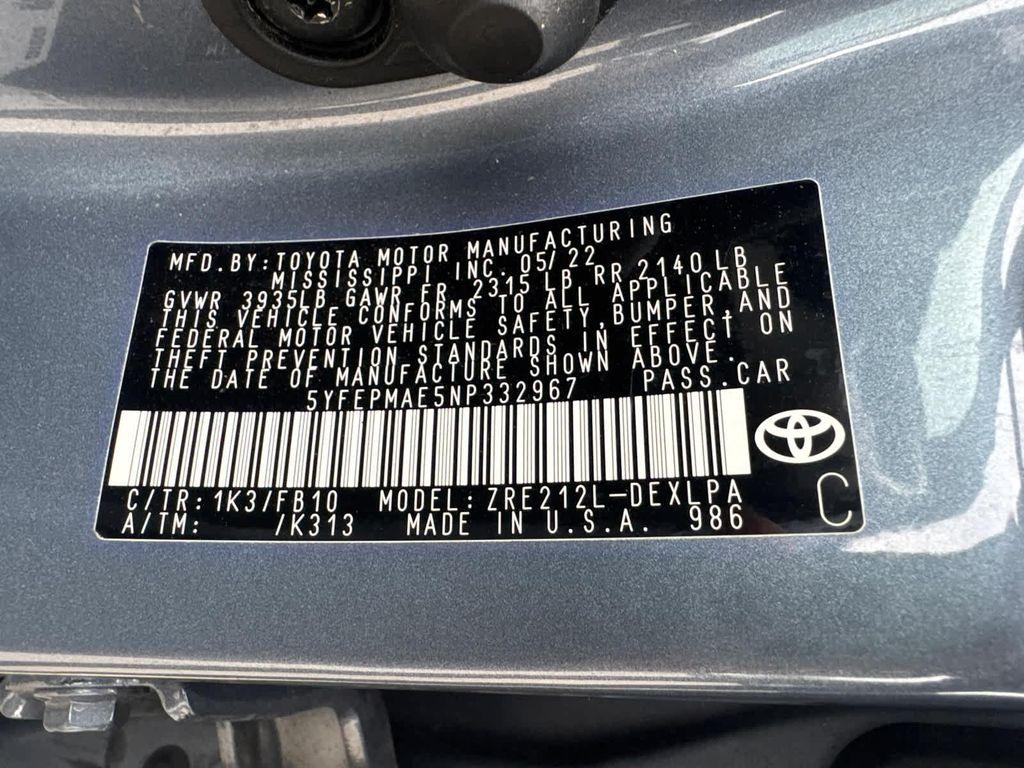 MFD.BY:TOYOTA MOTOR MANUFACTURING
MISSISSIPPI INC. 05/22
GVWR 3935LB GAWR FR 2315 LB RR 2140 LB
THIS VEHICLE CONFORMS TO ALL APPLICABLE
FEDERAL MOTOR VEHICLE SAFETY,BUMPER,AND
THEFT PREVENTION STANDARDS IN EFFECT ON
THE DATE OF MANUFACTURE SHOWN ABOVE.
5YFEPMAE5NP332967 PASS.CAR
C/TR:1K3/FB10 MODEL:ZRE212L-DEXLPA
A/TM: /K313 MADE IN U.S.A. 986
C